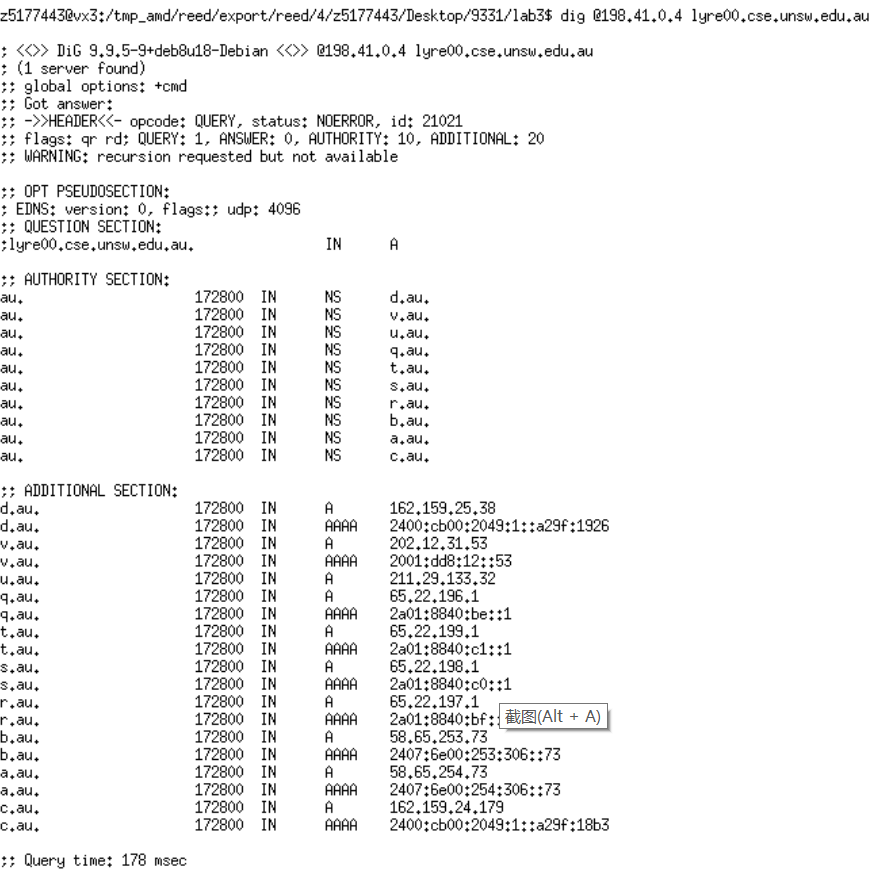 z5177443@vx3:/tmp_amd/reed/export/reed/4/z5177443/Desktop/9331/lab3$ dig @198.41.0.4 lyre00.cse.unsw.edu.au

; <<>> DiG 9.9.5-9+deb8u18-Debian <<>> @198.41.0.4 lyre00.cse.unsw.edu.au
; (1 server found)
;; global options: +cmd
;; Got answer:
;; ->>HEADER<<- opcode: QUERY, status: NOERROR, id: 21021
;; flags: qr rd; QUERY: 1, ANSWER: 0, AUTHORITY: 10, ADDITIONAL: 20
;; WARNING: recursion requested but not available

;; OPT PSEUDOSECTION:
; EDNS: version: 0, flags:; udp: 4096
;; QUESTION SECTION:
;lyre00.cse.unsw.edu.au. IN A

;; AUTHORITY SECTION:
au. 172800 IN NS d.au.
au. 172800 IN NS v.au.
au. 172800 IN NS u.au.
au. 172800 IN NS q.au.
au. 172800 IN NS t.au.
au. 172800 IN NS s.au.
au. 172800 IN NS r.au.
au. 172800 IN NS b.au.
au. 172800 IN NS a.au.
au. 172800 IN NS c.au.

;; ADDITIONAL SECTION:
d.au. 172800 IN A 162.159.25.38
d.au. 172800 IN AAAA 2400:cb00:2049:1::a29f:1926
v.au. 172800 IN A 202.12.31.53
v.au. 172800 IN AAAA 2001:dd8:12::53
u.au. 172800 IN A 211.29.133.32
q.au. 172800 IN A 65.22.196.1
q.au. 172800 IN AAAA 2a01:8840:be::1
t.au. 172800 IN A 65.22.199.1
t.au. 172800 IN AAAA 2a01:8840:c1::1
s.au. 172800 IN A 65.22.198.1
s.au. 172800 IN AAAA 2a01:8840:c0::1
r.au. 172800 IN A 65.22.197.1
r.au. 172800 IN AAAA 2a01:8840:bf: 截图(Alt + A)
b.au. 172800 IN A 58.65.253.73
b.au. 172800 IN AAAA 2407:6e00:253:306::73
a.au. 172800 IN A 58.65.254.73
a.au. 172800 IN AAAA 2407:6e00:254:306::73
c.au. 172800 IN A 162.159.24.179
c.au. 172800 IN AAAA 2400:cb00:2049:1::a29f:18b3

;; Query time: 178 msec